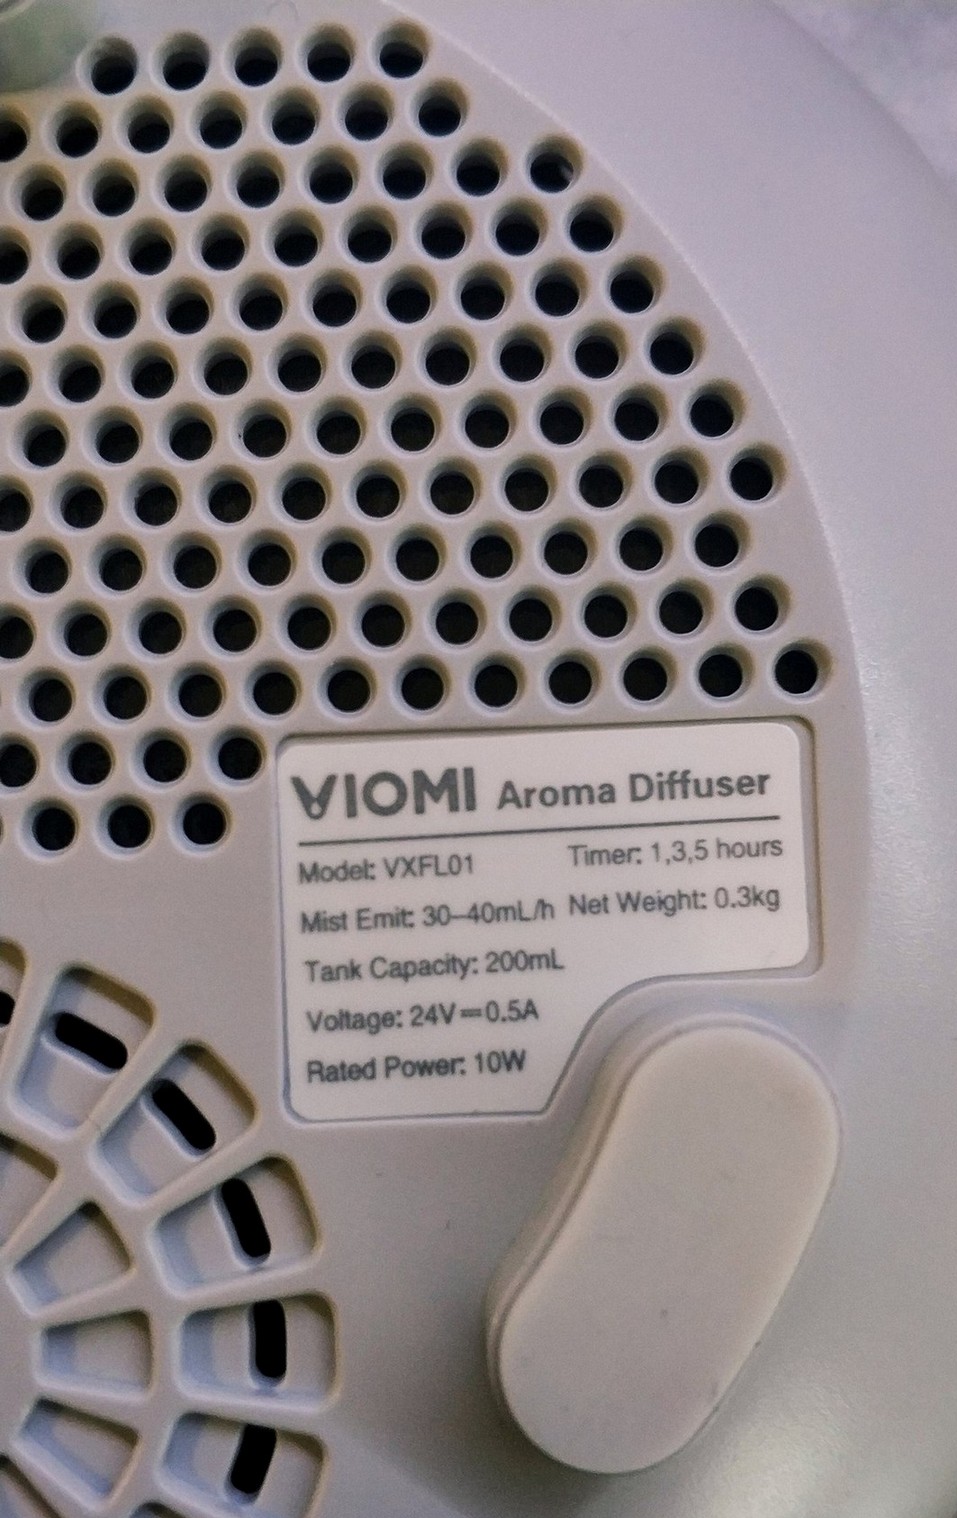 VIOMI Aroma Diffuser
Model: VXFL01 Timer: 1,3,5 hours
Mist Emit: 30–40mL/h Net Weight: 0.3kg
Tank Capacity: 200mL
Voltage: 24V⎓0.5A
Rated Power: 10W